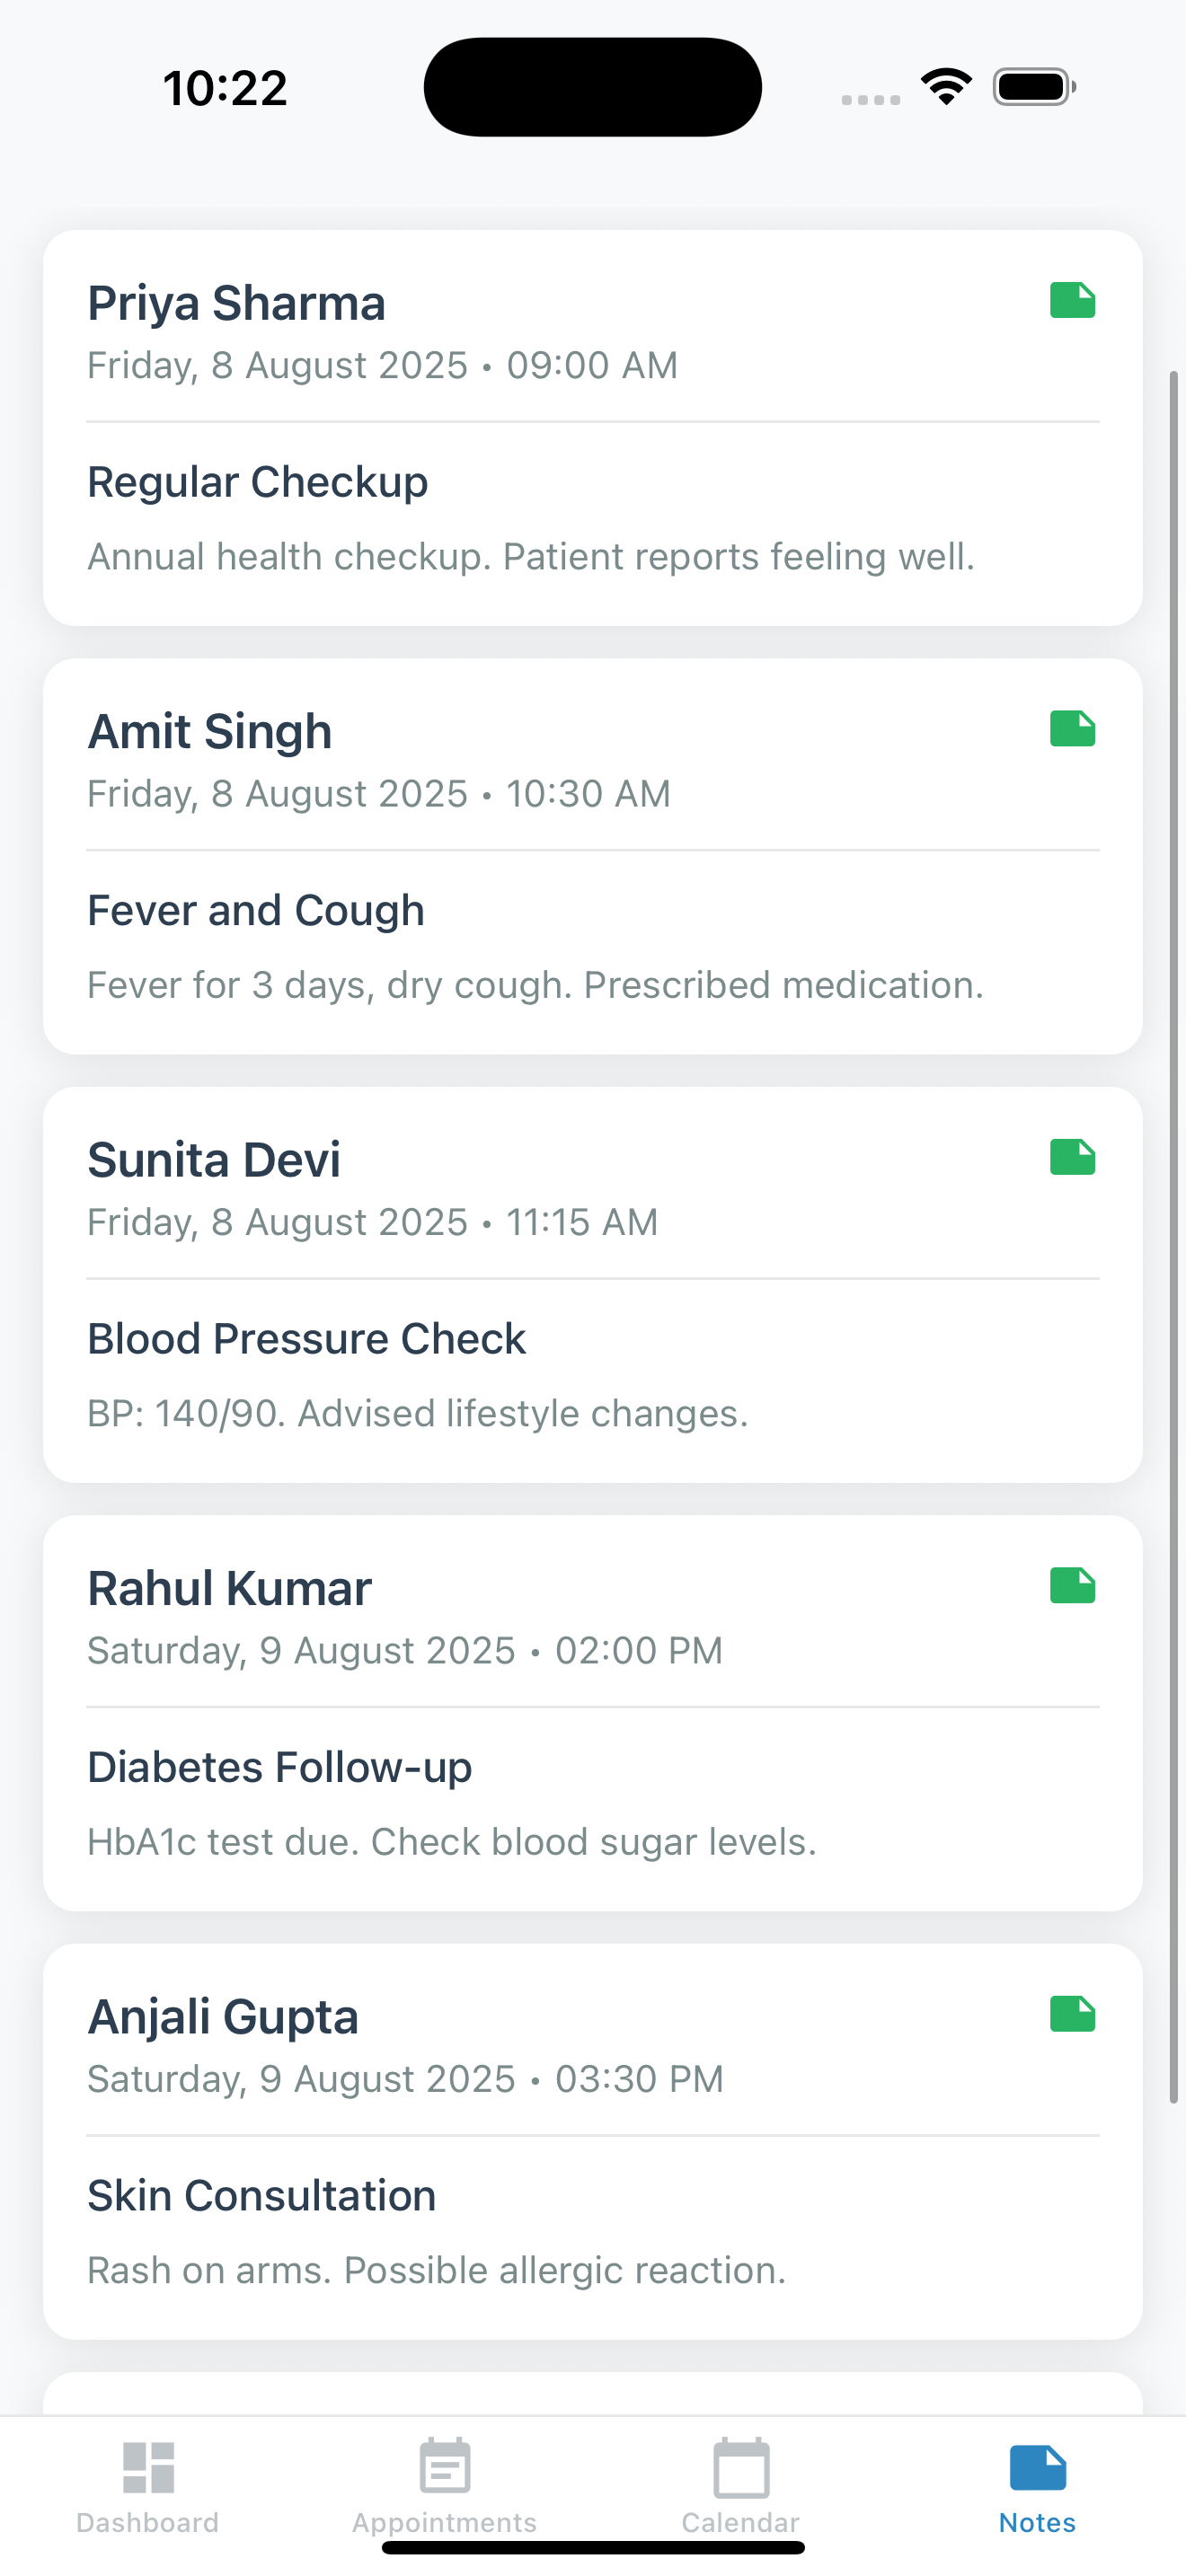 10:22
Priya Sharma
Friday, 8 August 2025 • 09:00 AM
Regular Checkup
Annual health checkup. Patient reports feeling well.
Amit Singh
Friday, 8 August 2025 • 10:30 AM
Fever and Cough
Fever for 3 days, dry cough. Prescribed medication.
Sunita Devi
Friday, 8 August 2025 • 11:15 AM
Blood Pressure Check
BP: 140/90. Advised lifestyle changes.
Rahul Kumar
Saturday, 9 August 2025 • 02:00 PM
Diabetes Follow-up
HbA1c test due. Check blood sugar levels.
Anjali Gupta
Saturday, 9 August 2025 • 03:30 PM
Skin Consultation
Rash on arms. Possible allergic reaction.
Dashboard Appointments Calendar Notes